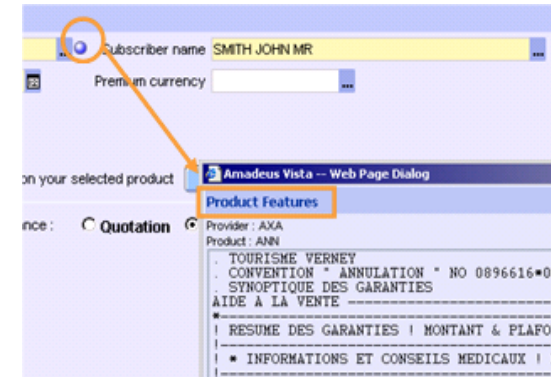 ... Subscriber name SMITH JOHN MR ...
Premium currency ...
on your selected product
Amadeus Vista -- Web Page Dialog
Product Features
nce : Quotation
Provider : AXA
Product : ANN
. TOURISME VERNEY
. CONVENTION " ANNULATION " NO 0896616*0
. SYNOPTIQUE DES GARANTIES
AIDE A LA VENTE ------------------------
*----------------------------------------
! RESUME DES GARANTIES ! MONTANT & PLAFO
!----------------------------------------
! * INFORMATIONS ET CONSEILS MEDICAUX !
!----------------------------------------